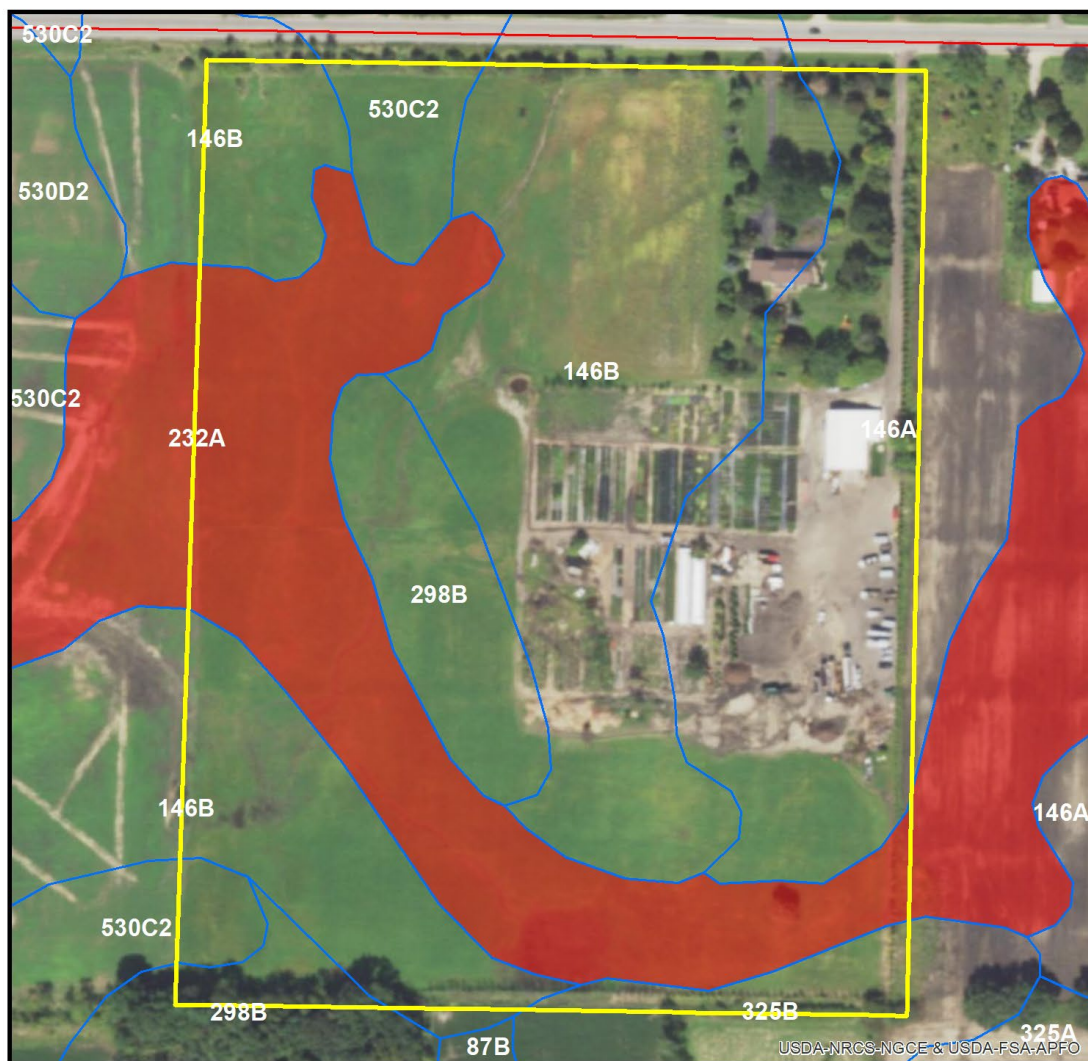 530C2
530C2
146B
530D2
146B
530C2
146A
232A
298B
146B
146A
530C2
298B
325B
325A
87B
USDA-NRCS-NGCE & USDA-FSA-APFO